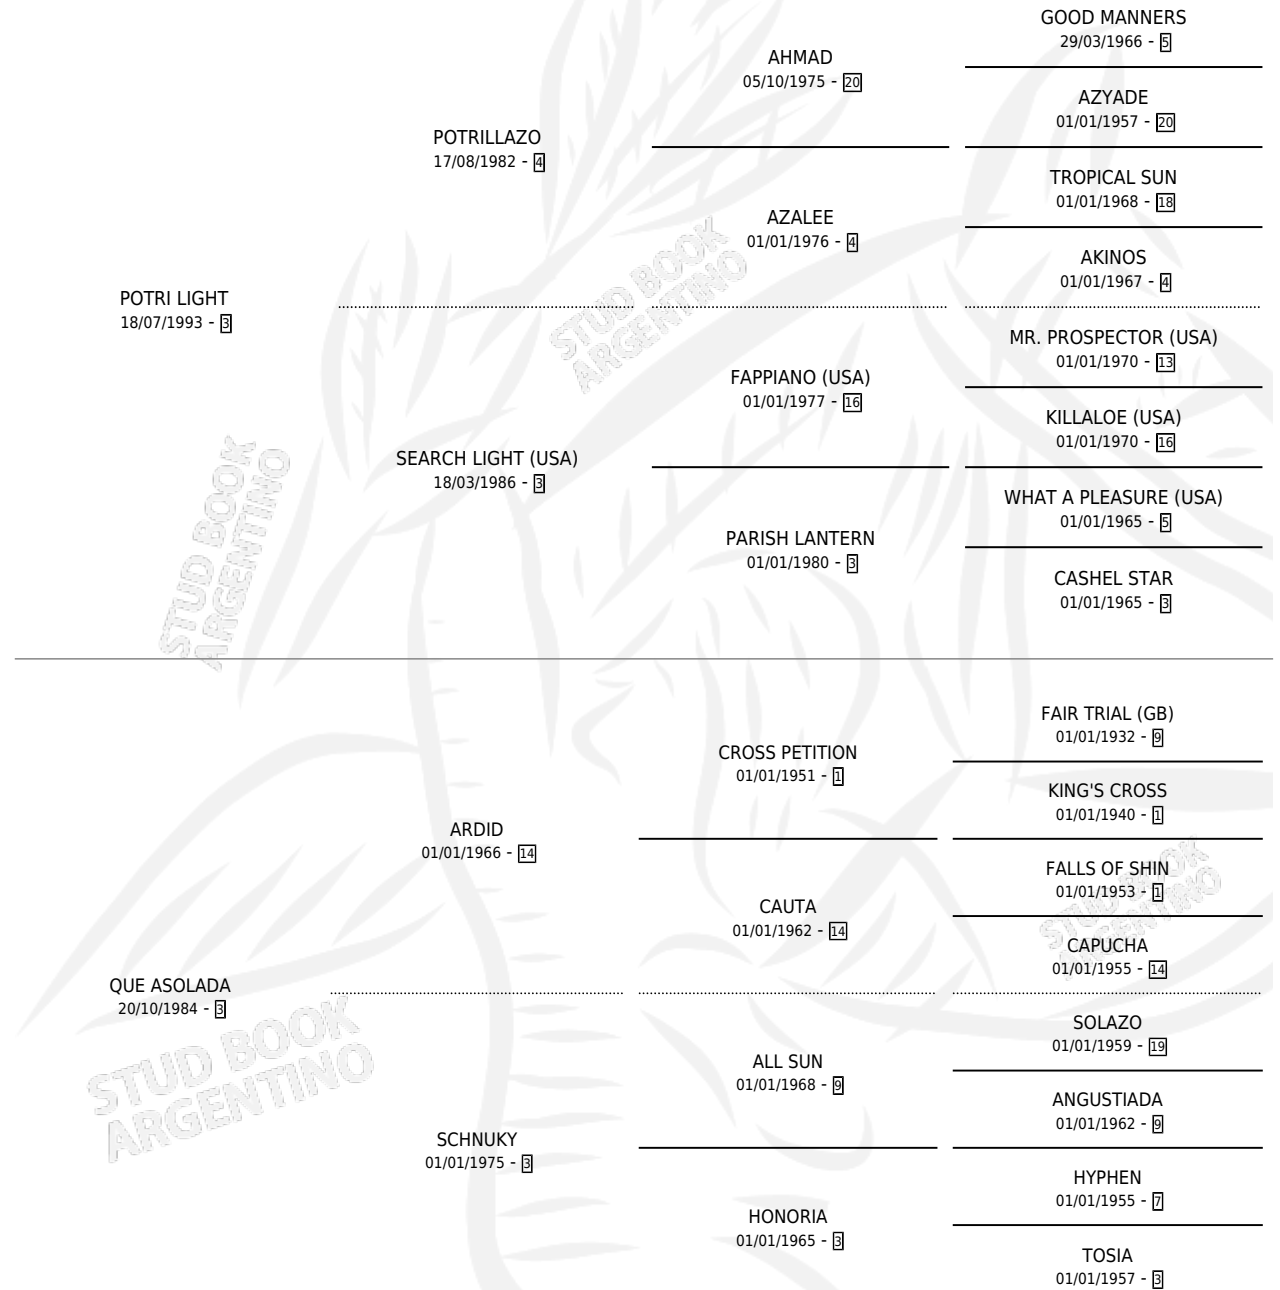 GOOD MANNERS
29/03/1966 - 5
AHMAD
05/10/1975 - 20
AZYADE
01/01/1957 - 20
POTRILLAZO
17/08/1982 - 4
TROPICAL SUN
01/01/1968 - 18
AZALEE
01/01/1976 - 4
AKINOS
01/01/1967 - 4
POTRI LIGHT
18/07/1993 - 3
MR. PROSPECTOR (USA)
01/01/1970 - 13
FAPPIANO (USA)
01/01/1977 - 16
KILLALOE (USA)
01/01/1970 - 16
SEARCH LIGHT (USA)
18/03/1986 - 3
WHAT A PLEASURE (USA)
01/01/1965 - 5
PARISH LANTERN
01/01/1980 - 3
CASHEL STAR
01/01/1965 - 3
STUD BOOK
ARGENTINO
STUD BOOK
ARGENTINO
FAIR TRIAL (GB)
01/01/1932 - 9
CROSS PETITION
01/01/1951 - 1
KING'S CROSS
01/01/1940 - 1
ARDID
01/01/1966 - 14
FALLS OF SHIN
01/01/1953 - 1
CAUTA
01/01/1962 - 14
CAPUCHA
01/01/1955 - 14
QUE ASOLADA
20/10/1984 - 3
SOLAZO
01/01/1959 - 19
ALL SUN
01/01/1968 - 9
ANGUSTIADA
01/01/1962 - 9
SCHNUKY
01/01/1975 - 3
HYPHEN
01/01/1955 - 7
HONORIA
01/01/1965 - 3
TOSIA
01/01/1957 - 3
STUD BOOK
ARGENTINO
STUD BOOK
ARGENTINO